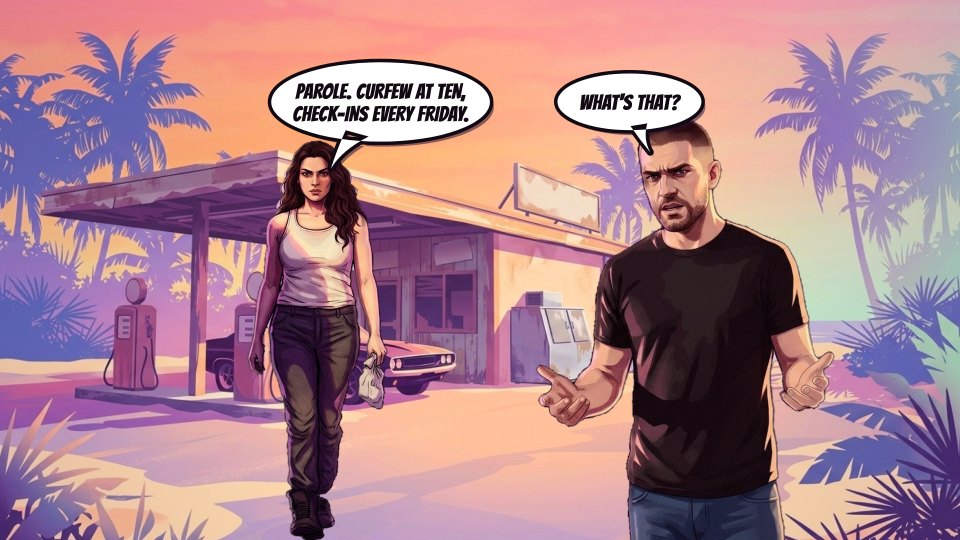 PAROLE. CURFEW AT TEN,
CHECK-INS EVERY FRIDAY.
WHAT'S THAT?